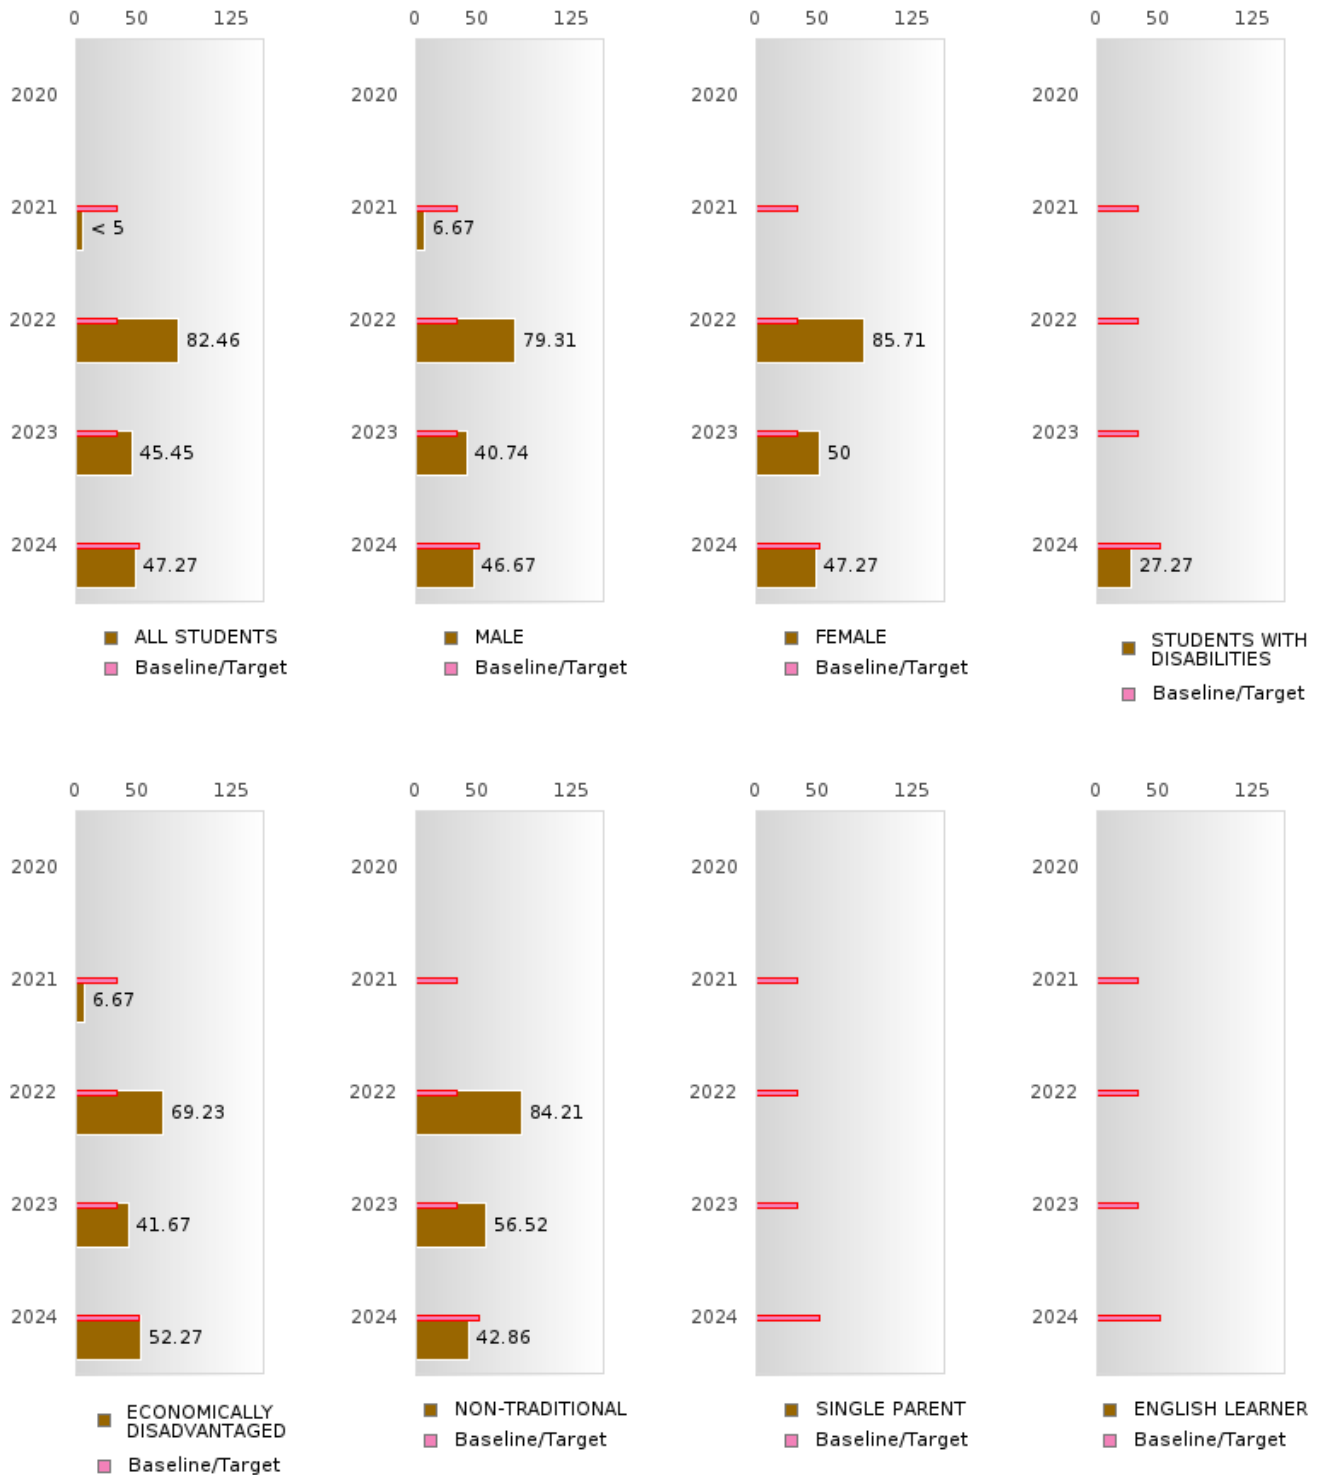 0 50 125 0 50 125 0 50 125 0 50 125
2020 2020 2020 2020
2021 2021 2021 2021
< 5 6.67
2022 2022 2022 2022
82.46 79.31 85.71
2023 2023 2023 2023
45.45 40.74 50
2024 2024 2024 2024
47.27 46.67 47.27 27.27
ALL STUDENTS MALE FEMALE STUDENTS WITH
DISABILITIES
Baseline/Target Baseline/Target Baseline/Target Baseline/Target
0 50 125 0 50 125 0 50 125 0 50 125
2020 2020 2020 2020
2021 2021 2021 2021
6.67
2022 2022 2022 2022
69.23 84.21
2023 2023 2023 2023
41.67 56.52
2024 2024 2024 2024
52.27 42.86
ECONOMICALLY NON-TRADITIONAL SINGLE PARENT ENGLISH LEARNER
DISADVANTAGED
Baseline/Target Baseline/Target Baseline/Target Baseline/Target